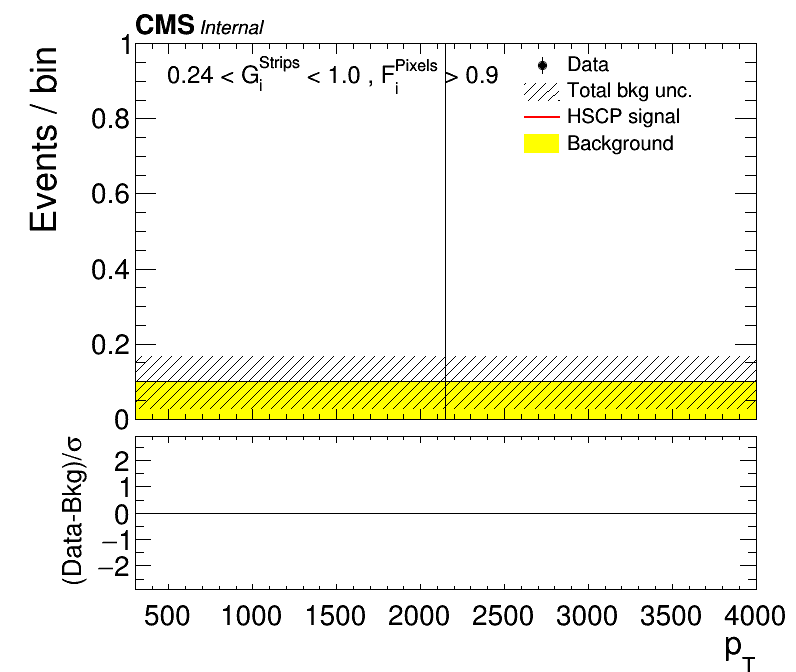 CMS Internal
0.24 < G_i^Strips < 1.0 , F_i^Pixels > 0.9
Data
Total bkg unc.
HSCP signal
Background
Events / bin
1
0.8
0.6
0.4
0.2
0
(Data-Bkg)/σ
2
1
0
−1
−2
500 1000 1500 2000 2500 3000 3500 4000
p_T